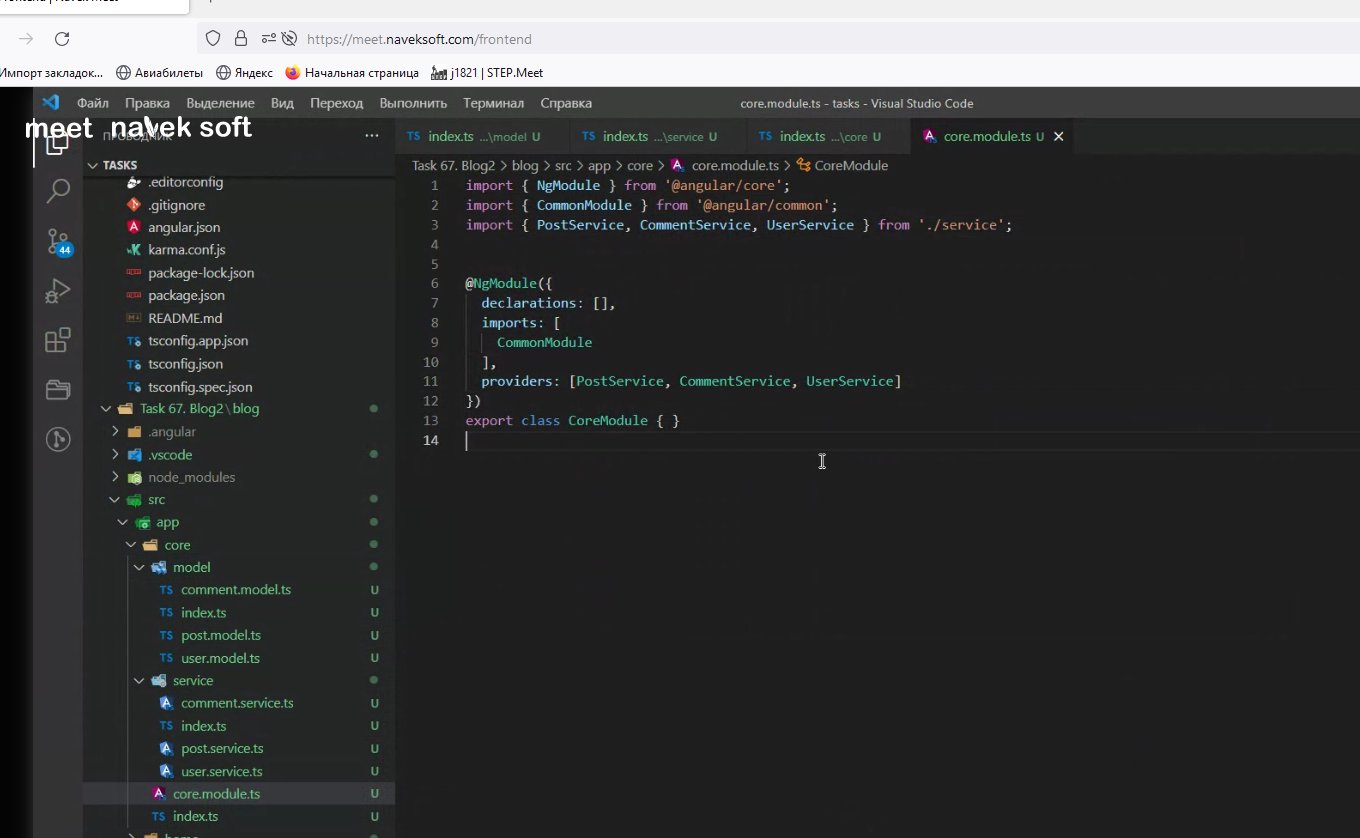 https://meet.naveksoft.com/frontend
Импорт закладок...
Авиабилеты
Яндекс
Начальная страница
j1821 | STEP.Meet
Файл Правка Выделение Вид Переход Выполнить Терминал Справка
core.module.ts - tasks - Visual Studio Code
meet navek soft
index.ts ...\model U
index.ts ...\service U
index.ts ...\core U
core.module.ts U
TASKS
.editorconfig
.gitignore
angular.json
karma.conf.js
package-lock.json
package.json
README.md
tsconfig.app.json
tsconfig.json
tsconfig.spec.json
Task 67. Blog2\blog
.angular
.vscode
node_modules
src
app
core
model
comment.model.ts U
index.ts U
post.model.ts U
user.model.ts U
service
comment.service.ts U
index.ts U
post.service.ts U
user.service.ts U
core.module.ts U
index.ts U
44
Task 67. Blog2 > blog > src > app > core > core.module.ts > CoreModule
1 import { NgModule } from '@angular/core';
2 import { CommonModule } from '@angular/common';
3 import { PostService, CommentService, UserService } from './service';
4
5
6 @NgModule({
7 declarations: [],
8 imports: [
9 CommonModule
10 ],
11 providers: [PostService, CommentService, UserService]
12 })
13 export class CoreModule { }
14